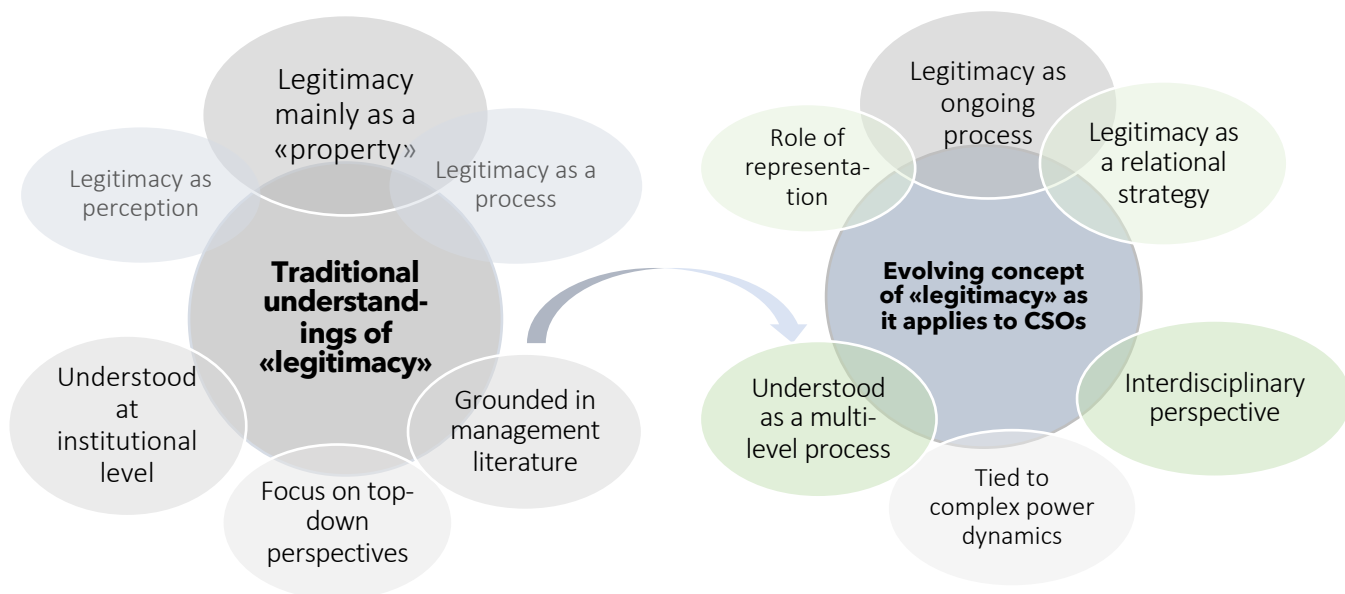 Legitimacy
mainly as a
«property»
Legitimacy as
perception
Legitimacy as a
process
Traditional
understand-
ings of
«legitimacy»
Understood
at
institutional
level
Grounded in
management
literature
Focus on top-
down
perspectives
Legitimacy as
ongoing
process
Role of
representa-
tion
Legitimacy as
a relational
strategy
Evolving concept
of «legitimacy» as
it applies to CSOs
Understood
as a multi-
level process
Interdisciplinary
perspective
Tied to
complex power
dynamics